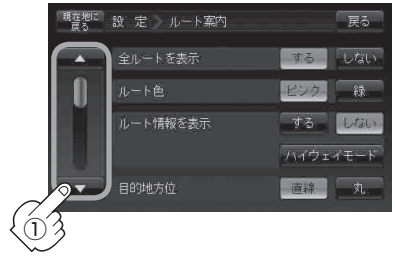 現在地に
戻る
設 定 ルート案内
戻る
全ルートを表示 する しない
ルート色 ピンク 緑
ルート情報を表示 する しない
ハイウェイモード
目的地方位 直線 丸
①